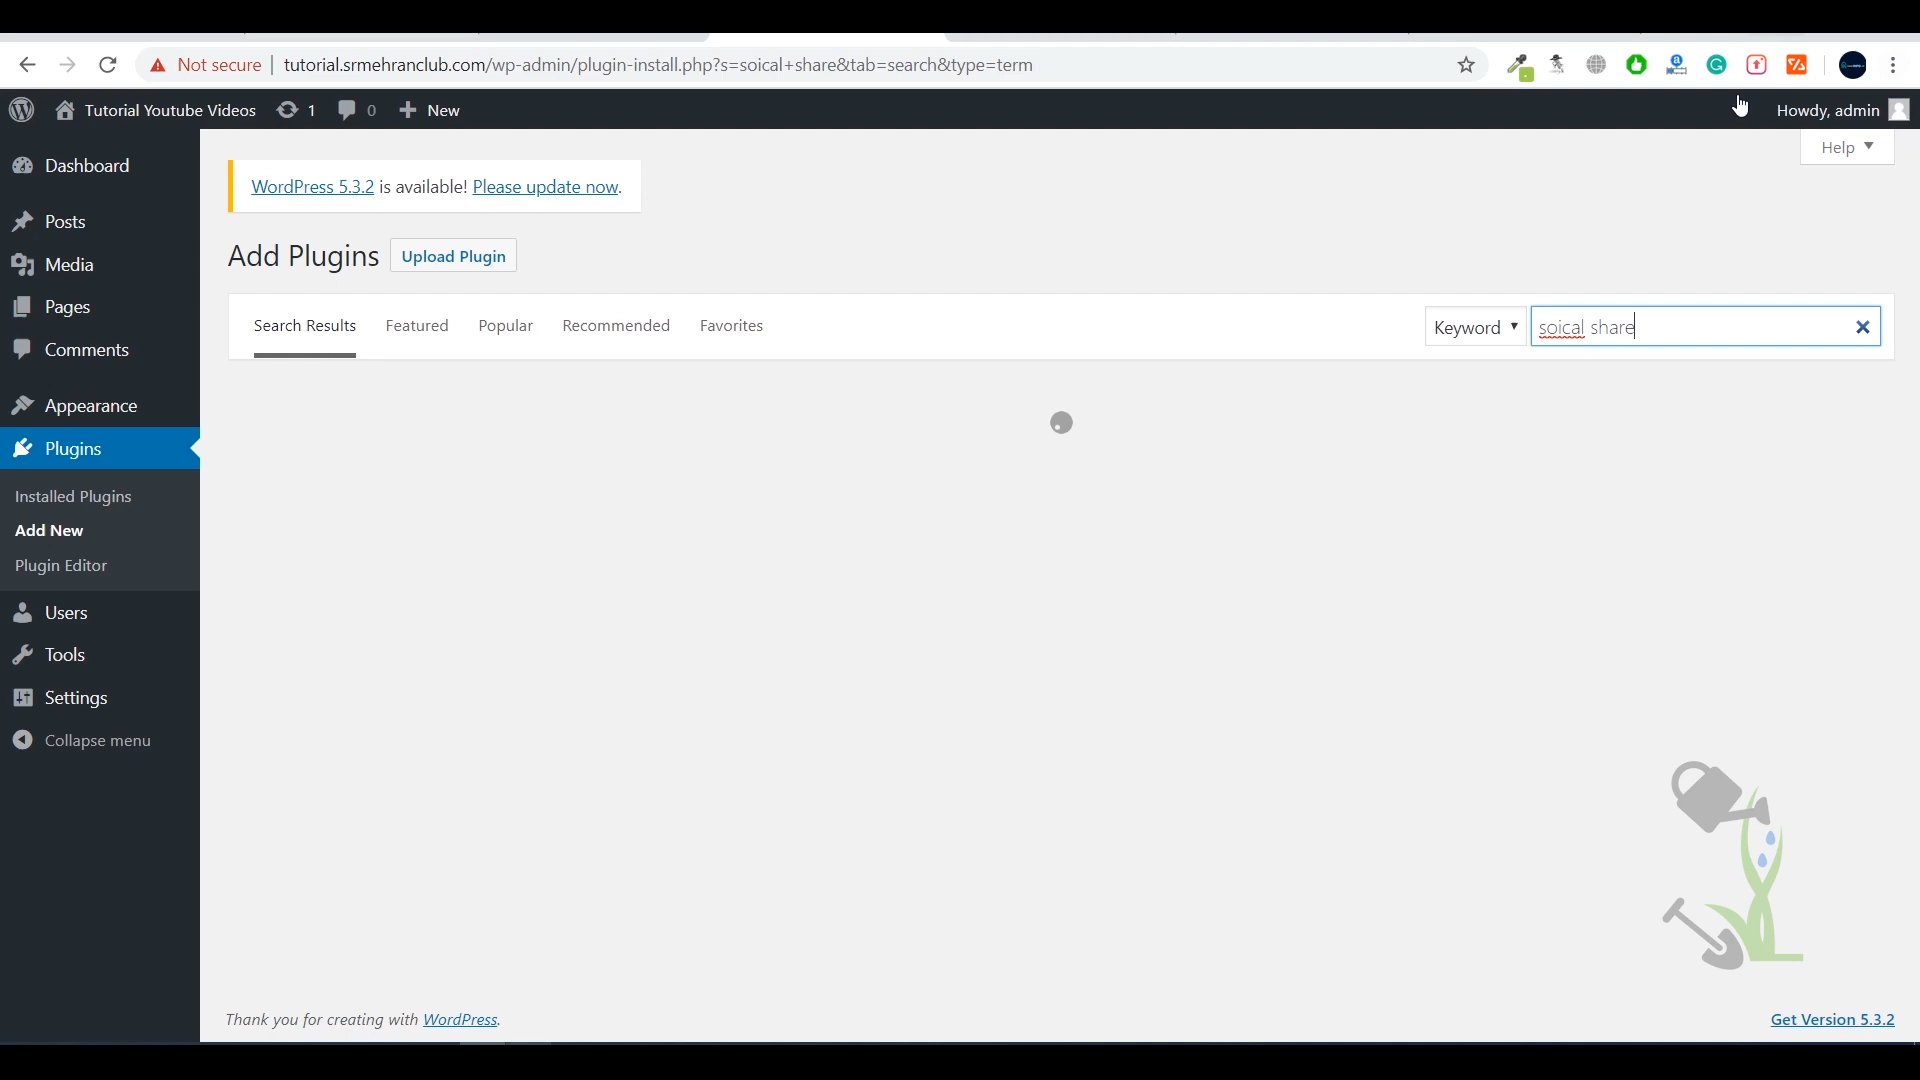 Not secure | tutorial.srmehranclub.com/wp-admin/plugin-install.php?s=soical+share&tab=search&type=term
Tutorial Youtube Videos 1 0 New Howdy, admin
Help
WordPress 5.3.2 is available! Please update now.
Add Plugins Upload Plugin
Search Results Featured Popular Recommended Favorites Keyword soical share
Dashboard
Posts
Media
Pages
Comments
Appearance
Plugins
Installed Plugins
Add New
Plugin Editor
Users
Tools
Settings
Collapse menu
Thank you for creating with WordPress. Get Version 5.3.2